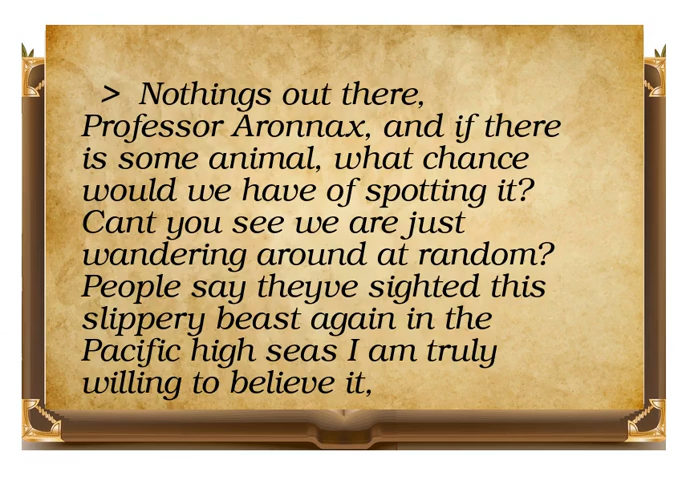 > Nothings out there,
Professor Aronnax, and if there
is some animal, what chance
would we have of spotting it?
Cant you see we are just
wandering around at random?
People say theyve sighted this
slippery beast again in the
Pacific high seas I am truly
willing to believe it,